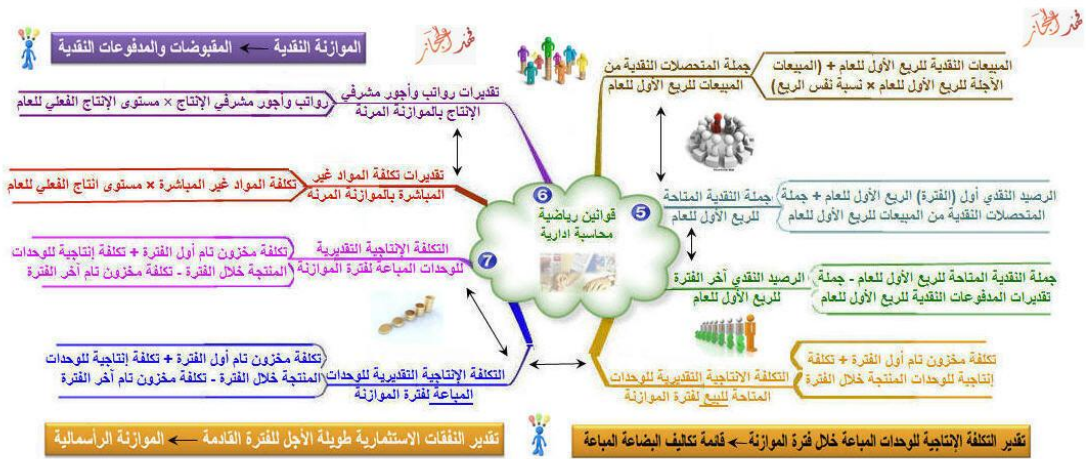 الموازنة النقدية ← المقبوضات والمدفوعات النقدية
فهد الحجاز
فهد الحجاز
قوانين رياضية
محاسبة ادارية
5
جملة المتحصلات النقدية من
المبيعات للربع الأول للعام
المبيعات النقدية للربع الأول للعام + (المبيعات
الآجلة للربع الأول للعام × نسبة نفس الربع)
جملة النقدية المتاحة
للربع الأول للعام
الرصيد النقدي أول (الفترة) الربع الأول للعام + جملة
المتحصلات النقدية من المبيعات للربع الأول للعام
الرصيد النقدي آخر الفترة
للربع الأول للعام
جملة النقدية المتاحة للربع الأول للعام - جملة
تقديرات المدفوعات النقدية للربع الأول للعام
التكلفة الانتاجية التقديرية للوحدات
المتاحة للبيع لفترة الموازنة
تكلفة مخزون تام أول الفترة + تكلفة
إنتاجية للوحدات المنتجة خلال الفترة
6
تقديرات رواتب وأجور مشرفي
الإنتاج بالموازنة المرنة
رواتب وأجور مشرفي الإنتاج × مستوى الإنتاج الفعلي للعام
تقديرات تكلفة المواد غير
المباشرة بالموازنة المرنة
تكلفة المواد غير المباشرة × مستوى انتاج الفعلي للعام
7
التكلفة الإنتاجية التقديرية
للوحدات المباعة لفترة الموازنة
تكلفة مخزون تام أول الفترة + تكلفة إنتاجية للوحدات
المنتجة خلال الفترة - تكلفة مخزون تام آخر الفترة
التكلفة الإنتاجية التقديرية للوحدات
المباعة لفترة الموازنة
تكلفة مخزون تام أول الفترة + تكلفة إنتاجية للوحدات
المنتجة خلال الفترة - تكلفة مخزون تام آخر الفترة
تقدير التكلفة الإنتاجية للوحدات المباعة خلال فترة الموازنة ← قائمة تكاليف البضاعة المباعة
تقدير النفقات الاستثمارية طويلة الأجل للفترة القادمة ← الموازنة الرأسمالية